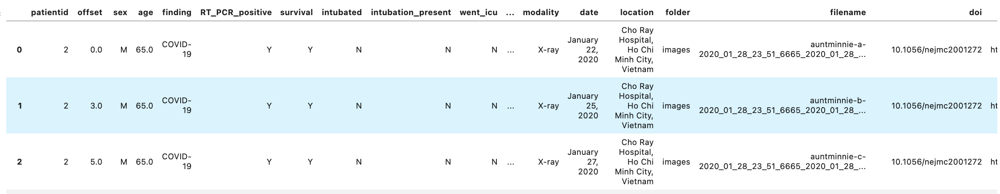 patientid offset sex age finding RT_PCR_positive survival intubated intubation_present went_icu ... modality date location folder filename doi
0 2 0.0 M 65.0 COVID-19 Y Y N N N ... X-ray January 22, 2020 Cho Ray Hospital, Ho Chi Minh City, Vietnam images auntminnie-a-2020_01_28_23_51_6665_2020_01_28_... 10.1056/nejmc2001272 ht
1 2 3.0 M 65.0 COVID-19 Y Y N N N ... X-ray January 25, 2020 Cho Ray Hospital, Ho Chi Minh City, Vietnam images auntminnie-b-2020_01_28_23_51_6665_2020_01_28_... 10.1056/nejmc2001272 ht
2 2 5.0 M 65.0 COVID-19 Y Y N N N ... X-ray January 27, 2020 Cho Ray Hospital, Ho Chi Minh City, Vietnam images auntminnie-c-2020_01_28_23_51_6665_2020_01_28_... 10.1056/nejmc2001272 ht